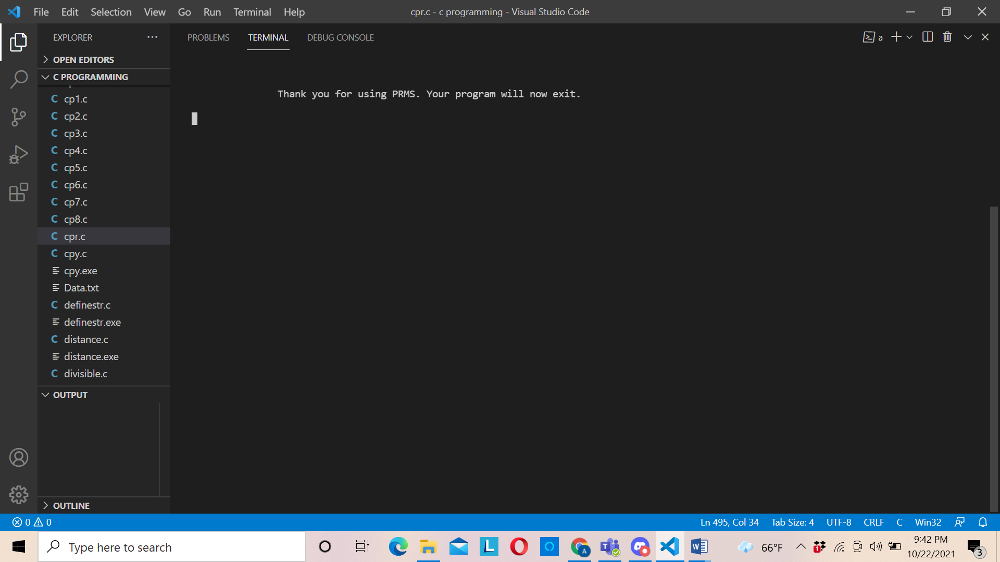 File Edit Selection View Go Run Terminal Help
cpr.c - c programming - Visual Studio Code
EXPLORER
PROBLEMS TERMINAL DEBUG CONSOLE
a
OPEN EDITORS
C PROGRAMMING
C cp1.c
C cp2.c
C cp3.c
C cp4.c
C cp5.c
C cp6.c
C cp7.c
C cp8.c
C cpr.c
C cpy.c
cpy.exe
Data.txt
C definestr.c
definestr.exe
C distance.c
distance.exe
C divisible.c
OUTPUT
OUTLINE
Thank you for using PRMS. Your program will now exit.
0 0
Ln 495, Col 34 Tab Size: 4 UTF-8 CRLF C Win32
Type here to search
L
A
T
W
66°F
1
9:42 PM
10/22/2021
3